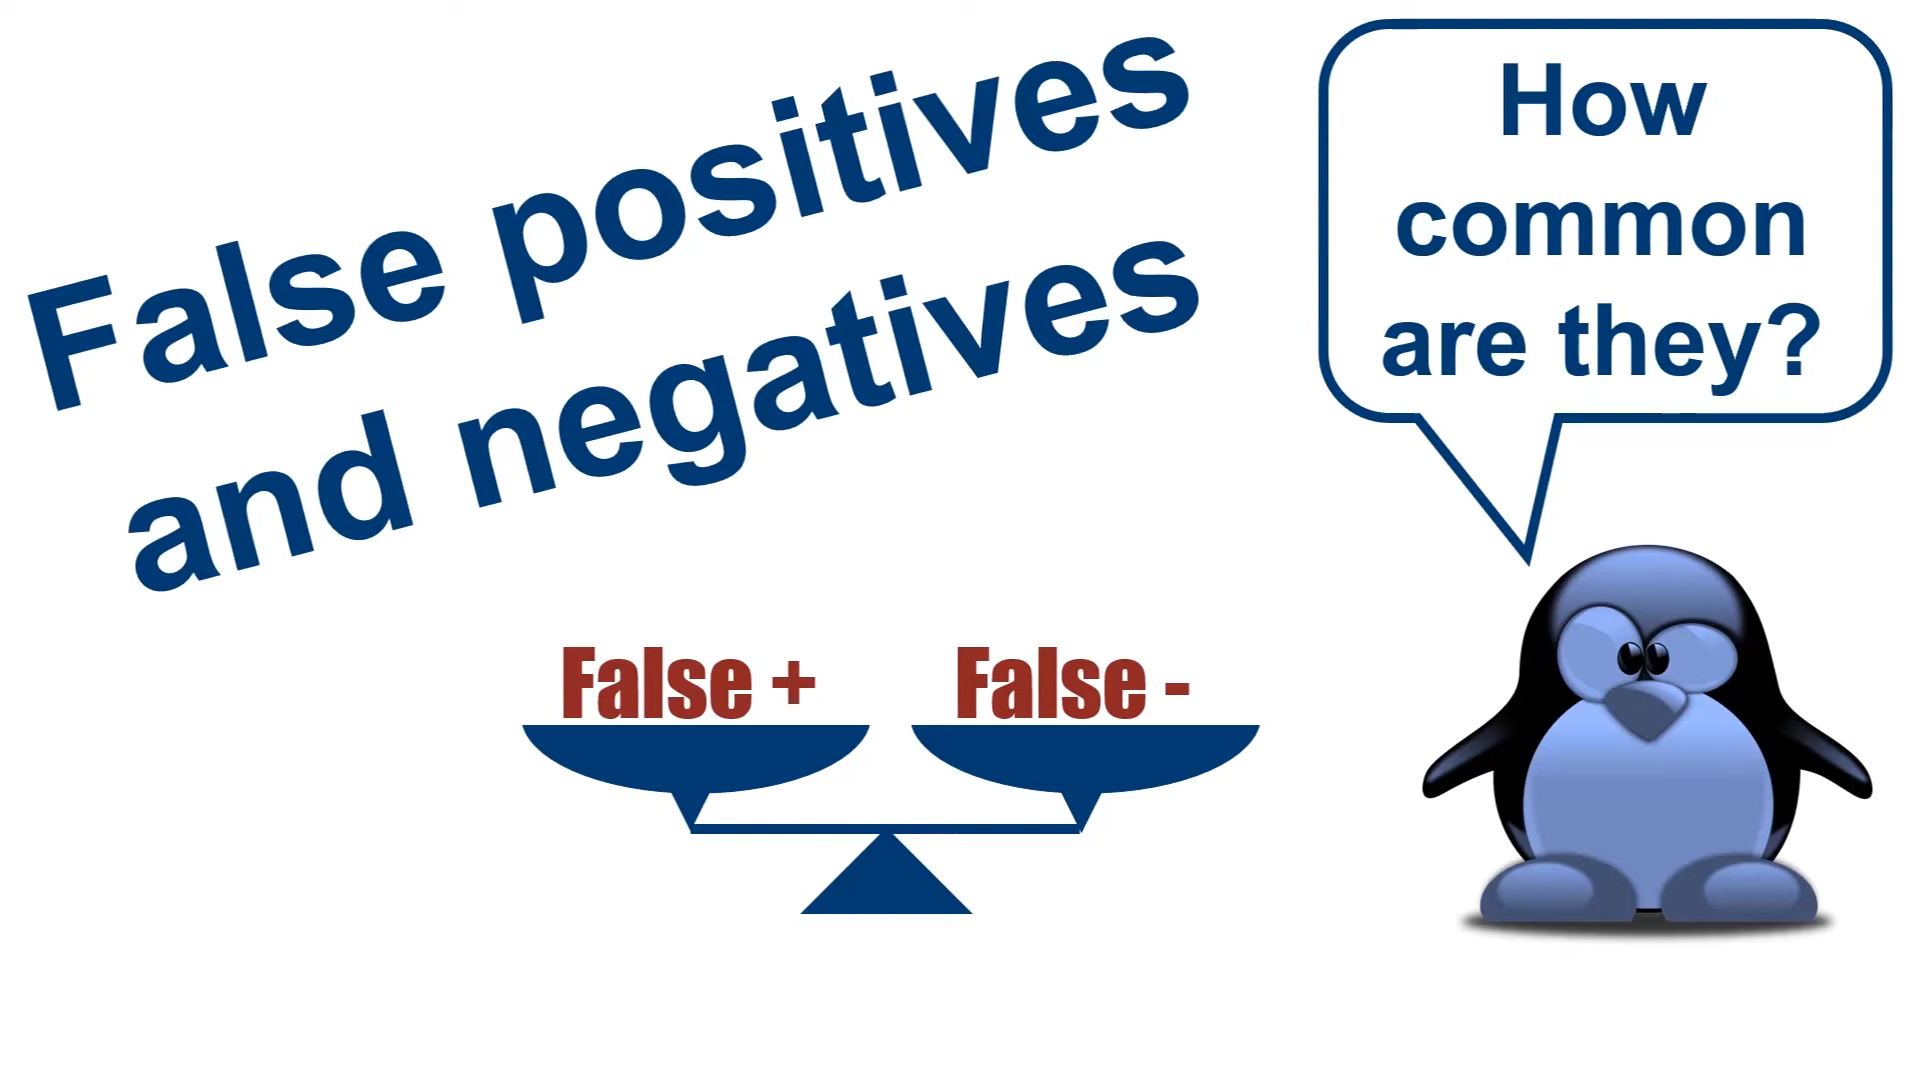 False positives
and negatives
How
common
are they?
False +
False -